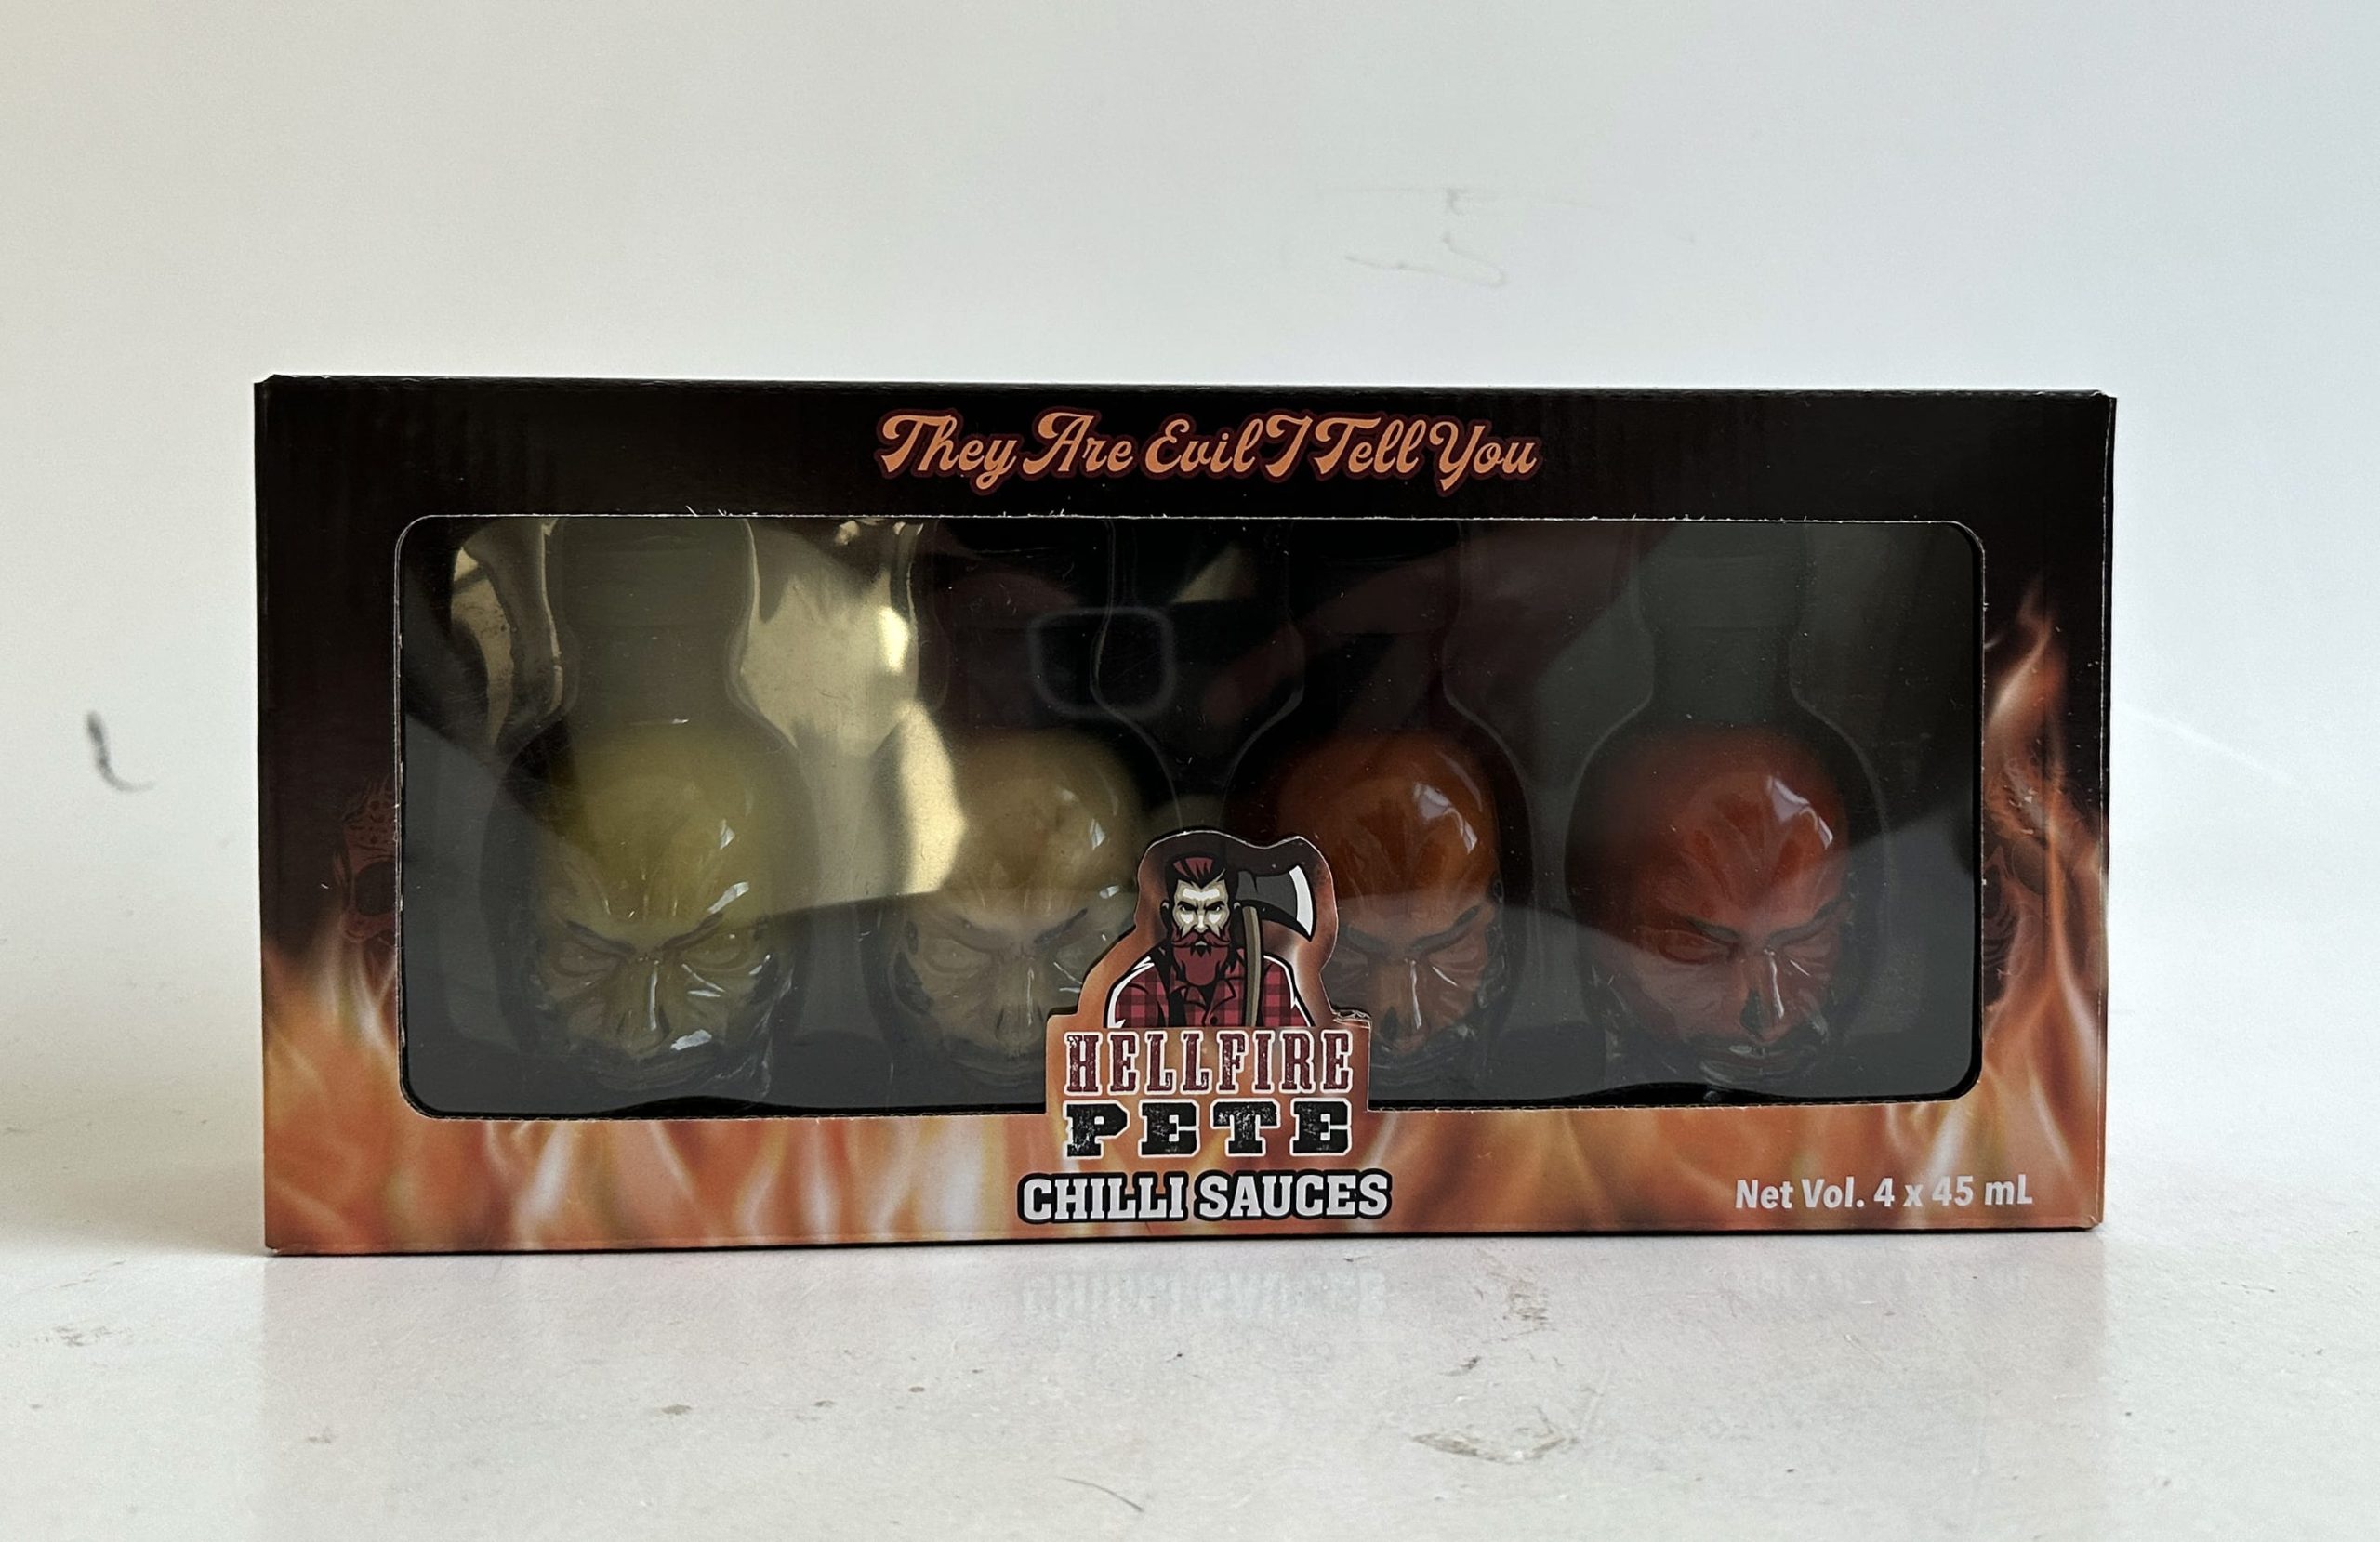 They Are Evil I Tell You
HELLFIRE
PETE
CHILLI SAUCES
Net Vol. 4 x 45 mL